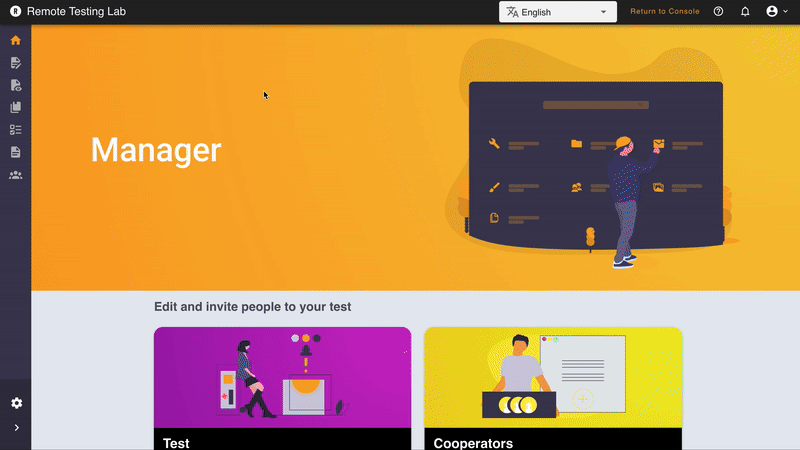 Remote Testing Lab
English
Return to Console
Manager
Edit and invite people to your test
Test
Cooperators